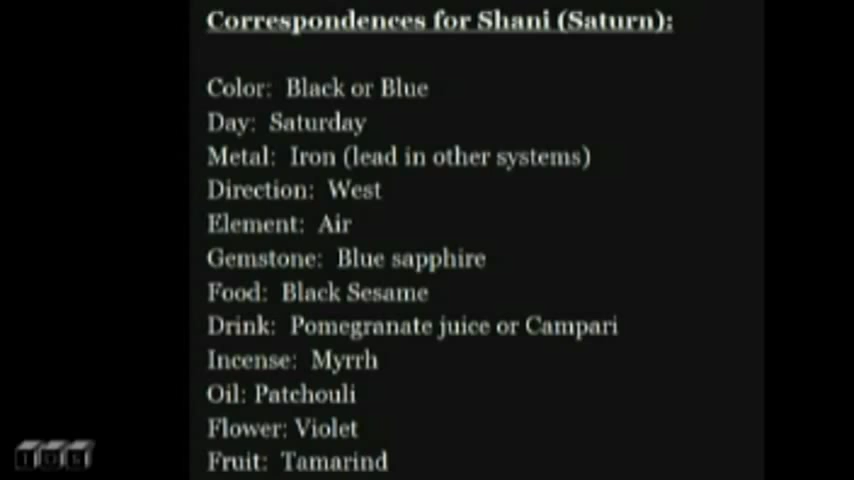 Correspondences for Shani (Saturn):
Color: Black or Blue
Day: Saturday
Metal: Iron (lead in other systems)
Direction: West
Element: Air
Gemstone: Blue sapphire
Food: Black Sesame
Drink: Pomegranate juice or Campari
Incense: Myrrh
Oil: Patchouli
Flower: Violet
Fruit: Tamarind